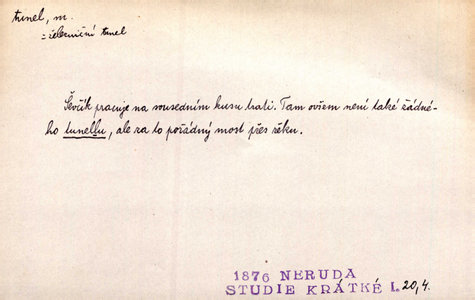 tunel, m.
= železniční tunel
Ševčík pracuje na sousedním kusu trati. Tam ovšem není také žádné-
ho tunellu, ale za to pořádný most přes řeku.
1876 NERUDA
STUDIE KRÁTKÉ I. 20,4.